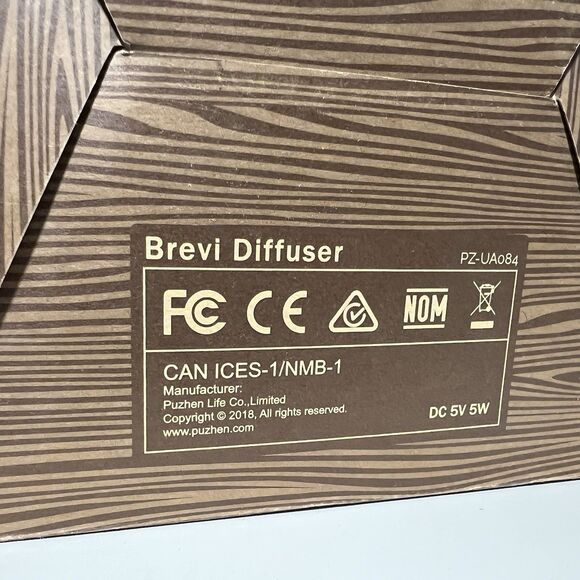 Brevi Diffuser
PZ-UA084
FC CE NOM
CAN ICES-1/NMB-1
Manufacturer:
Puzhen Life Co.,Limited
Copyright © 2018, All rights reserved.
www.puzhen.com
DC 5V 5W